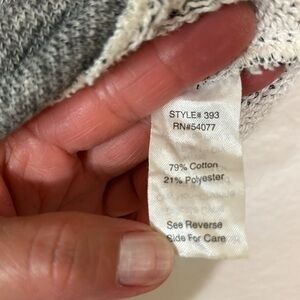 STYLE# 393
RN#54077
79% Cotton
21% Polyester
See Reverse
Side For Care